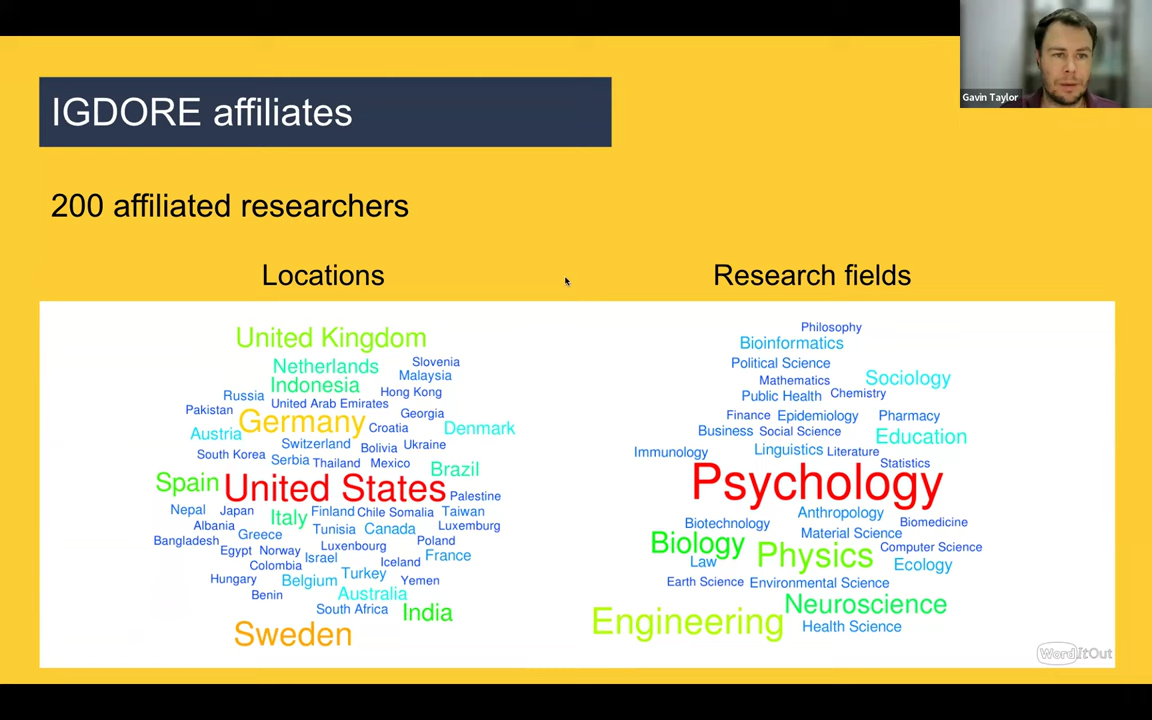 Gavin Taylor
IGDORE affiliates
200 affiliated researchers
Locations
United Kingdom
Netherlands
Slovenia
Indonesia
Malaysia
Russia
Hong Kong
United Arab Emirates
Pakistan
Germany
Georgia
Croatia
Austria
Denmark
Switzerland
Bolivia
Ukraine
South Korea
Serbia
Thailand
Mexico
Brazil
Spain
United States
Palestine
Nepal
Japan
Italy
Finland
Chile
Somalia
Taiwan
Albania
Greece
Tunisia
Canada
Luxemburg
Bangladesh
Egypt
Norway
Luxenbourg
Poland
Israel
Iceland
France
Colombia
Hungary
Belgium
Turkey
Yemen
Benin
Australia
South Africa
India
Sweden
Research fields
Philosophy
Bioinformatics
Political Science
Mathematics
Sociology
Public Health
Chemistry
Finance
Epidemiology
Pharmacy
Business
Social Science
Education
Immunology
Linguistics
Literature
Statistics
Psychology
Anthropology
Biotechnology
Biomedicine
Material Science
Biology
Physics
Computer Science
Law
Ecology
Earth Science
Environmental Science
Neuroscience
Engineering
Health Science
WordItOut